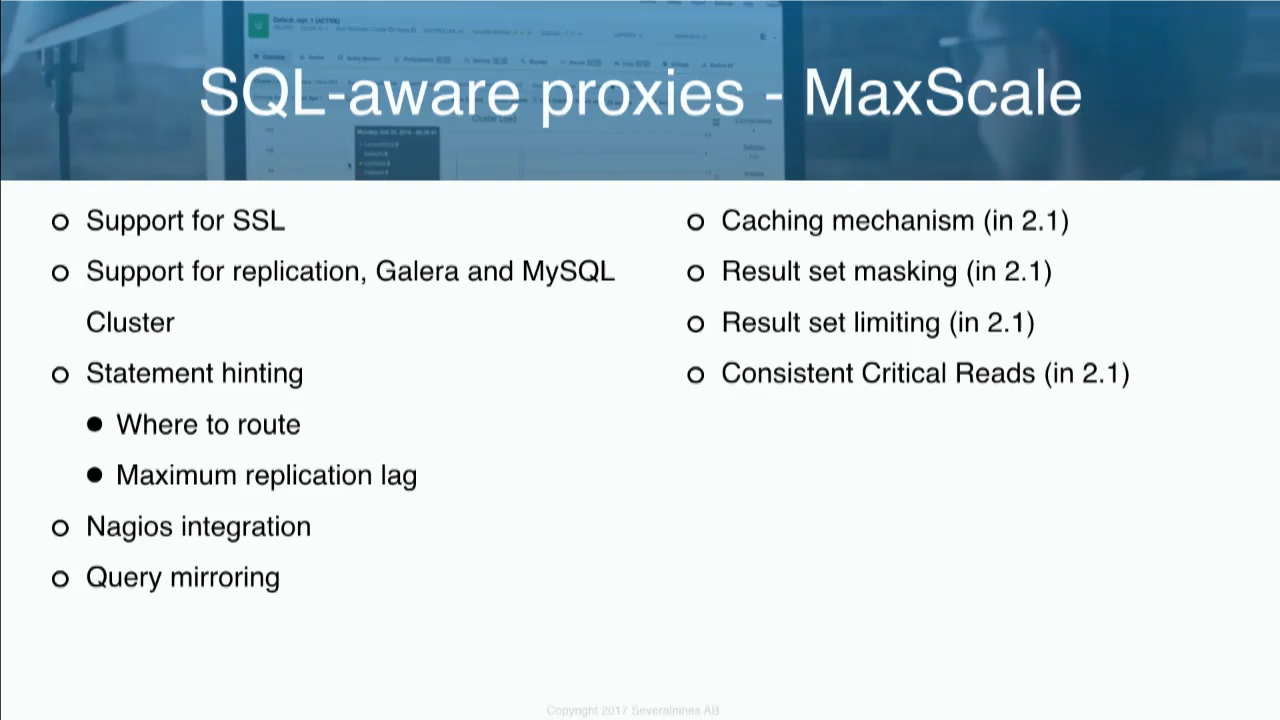 SQL-aware proxies - MaxScale
Support for SSL
Support for replication, Galera and MySQL
Cluster
Statement hinting
Where to route
Maximum replication lag
Nagios integration
Query mirroring
Caching mechanism (in 2.1)
Result set masking (in 2.1)
Result set limiting (in 2.1)
Consistent Critical Reads (in 2.1)
Copyright 2017 Severalnines AB